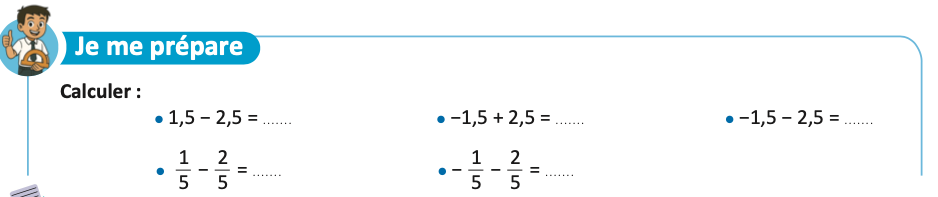 Je me prépare
Calculer :
• 1,5 − 2,5 = ....... • −1,5 + 2,5 = ....... • −1,5 − 2,5 = .......
• 1/5 − 2/5 = ....... • − 1/5 − 2/5 = .......